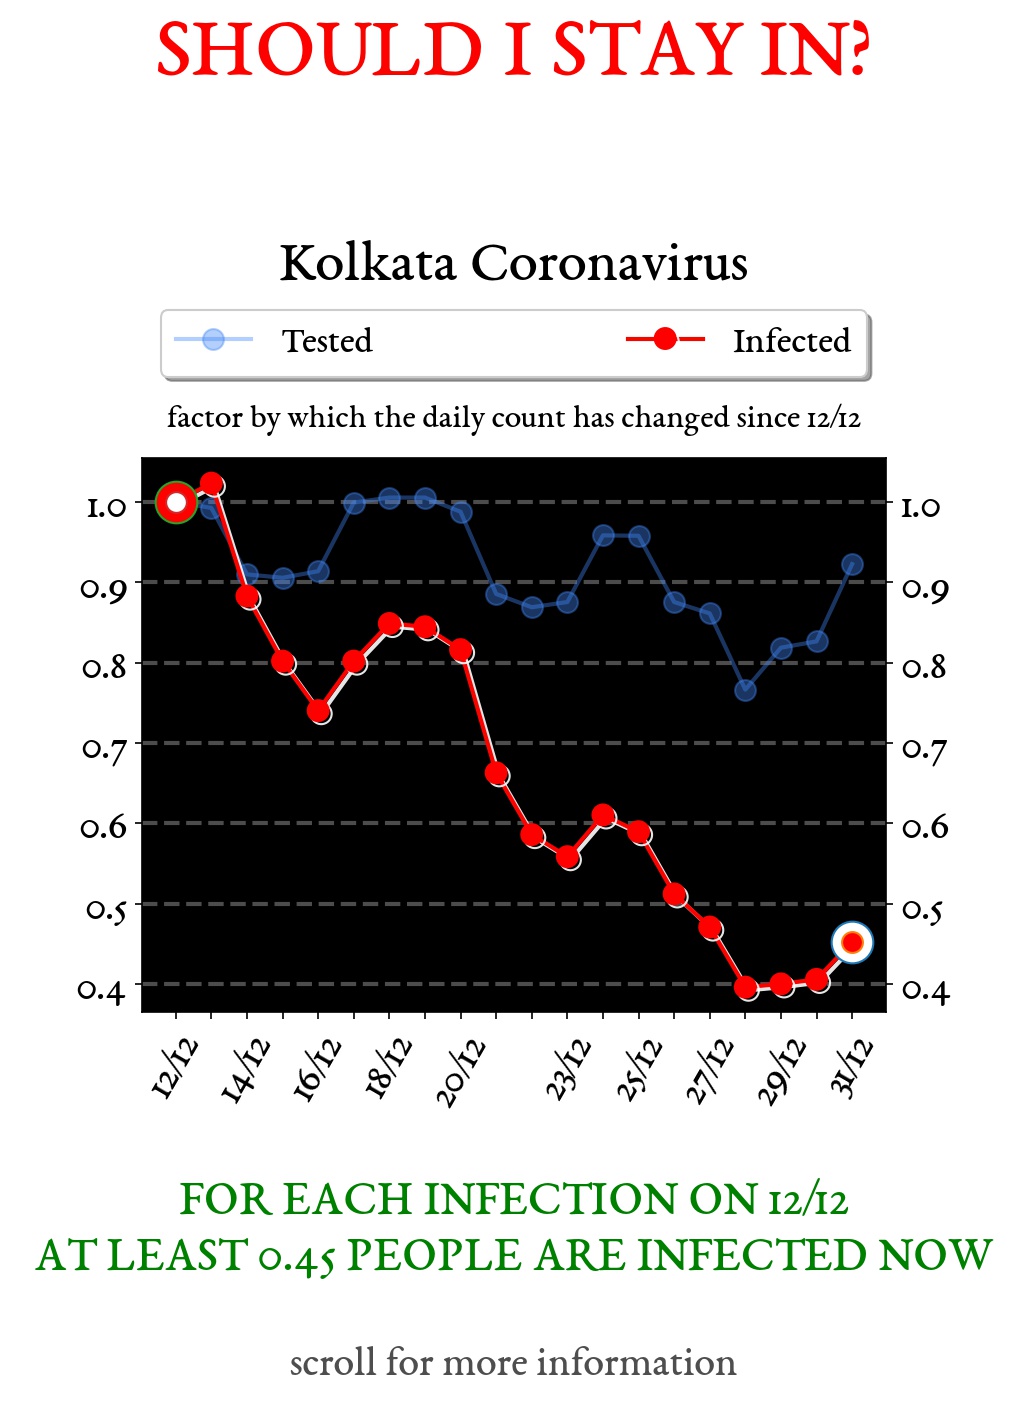 SHOULD I STAY IN?
Kolkata Coronavirus
Tested Infected
factor by which the daily count has changed since 12/12
1.0 1.0
0.9 0.9
0.8 0.8
0.7 0.7
0.6 0.6
0.5 0.5
0.4 0.4
12/12 14/12 16/12 18/12 20/12 23/12 25/12 27/12 29/12 31/12
FOR EACH INFECTION ON 12/12
AT LEAST 0.45 PEOPLE ARE INFECTED NOW
scroll for more information